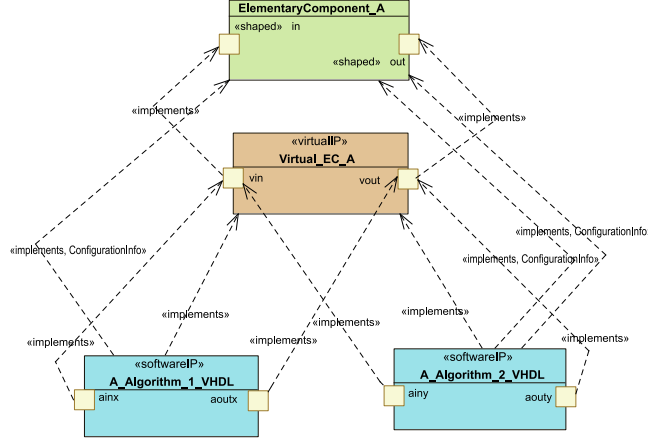 ElementaryComponent_A
«shaped» in
«shaped» out
«implements»
«implements»
«virtualIP»
Virtual_EC_A
vin
vout
«implements, ConfigurationInfo»
«implements, ConfigurationInfo»
«implements, ConfigurationInfo»
«implements»
«implements»
«implements»
«implements»
«implements»
«implements»
«softwareIP»
A_Algorithm_1_VHDL
ainx
aoutx
«softwareIP»
A_Algorithm_2_VHDL
ainy
aouty